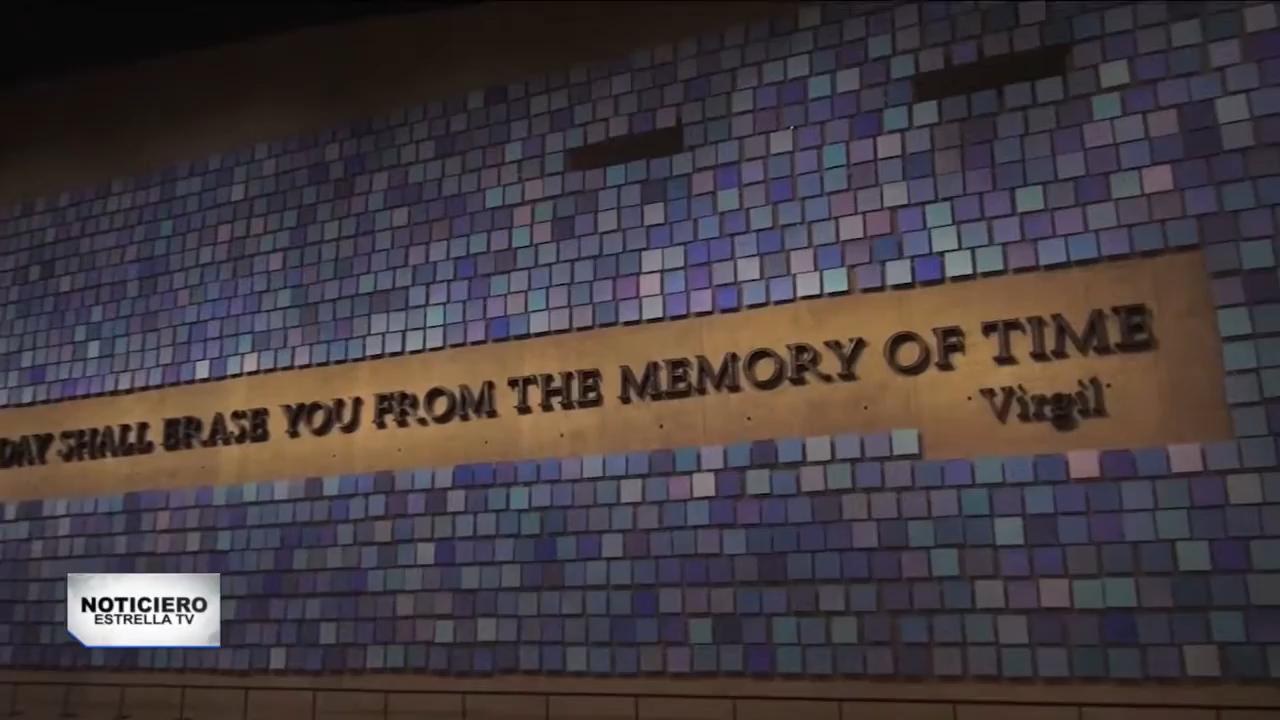 DAY SHALL ERASE YOU FROM THE MEMORY OF TIME
Virgil
NOTICIERO
ESTRELLA TV